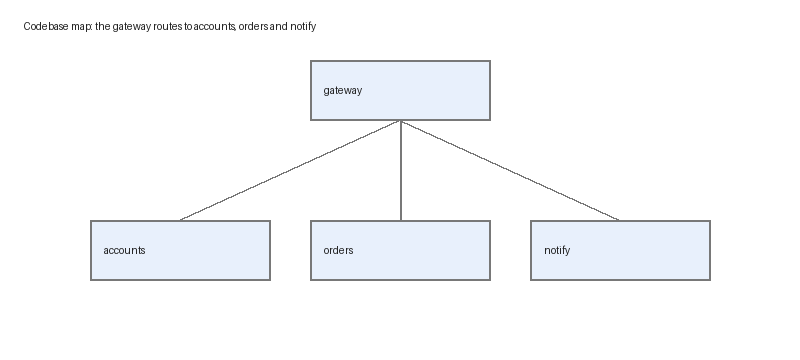 Codebase map: the gateway routes to accounts, orders and notify
gateway
accounts
orders
notify